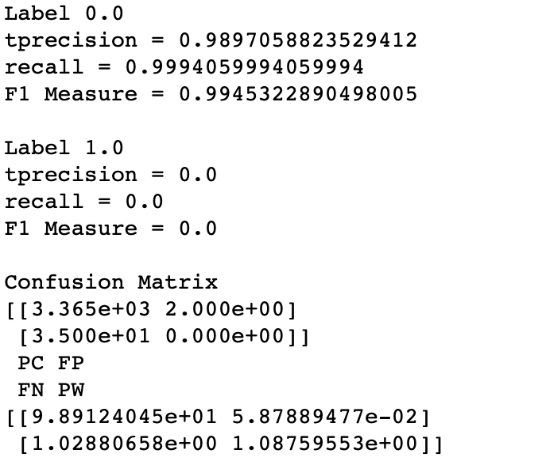 Label 0.0
tprecision = 0.9897058823529412
recall = 0.9994059994059994
F1 Measure = 0.9945322890498005
Label 1.0
tprecision = 0.0
recall = 0.0
F1 Measure = 0.0
Confusion Matrix
[[3.365e+03 2.000e+00]
[3.500e+01 0.000e+00]]
PC FP
FN PW
[[9.89124045e+01 5.87889477e-02]
[1.02880658e+00 1.08759553e+00]]